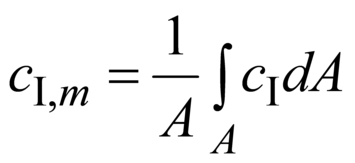 c_{I,m} = \frac{1}{A} \int_A c_I dA